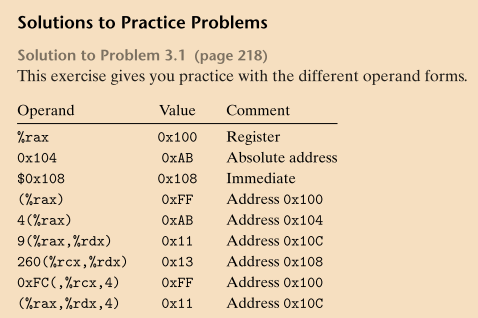 Solutions to Practice Problems
Solution to Problem 3.1 (page 218)
This exercise gives you practice with the different operand forms.
Operand Value Comment
%rax 0x100 Register
0x104 0xAB Absolute address
$0x108 0x108 Immediate
(%rax) 0xFF Address 0x100
4(%rax) 0xAB Address 0x104
9(%rax,%rdx) 0x11 Address 0x10C
260(%rcx,%rdx) 0x13 Address 0x108
0xFC(,%rcx,4) 0xFF Address 0x100
(%rax,%rdx,4) 0x11 Address 0x10C